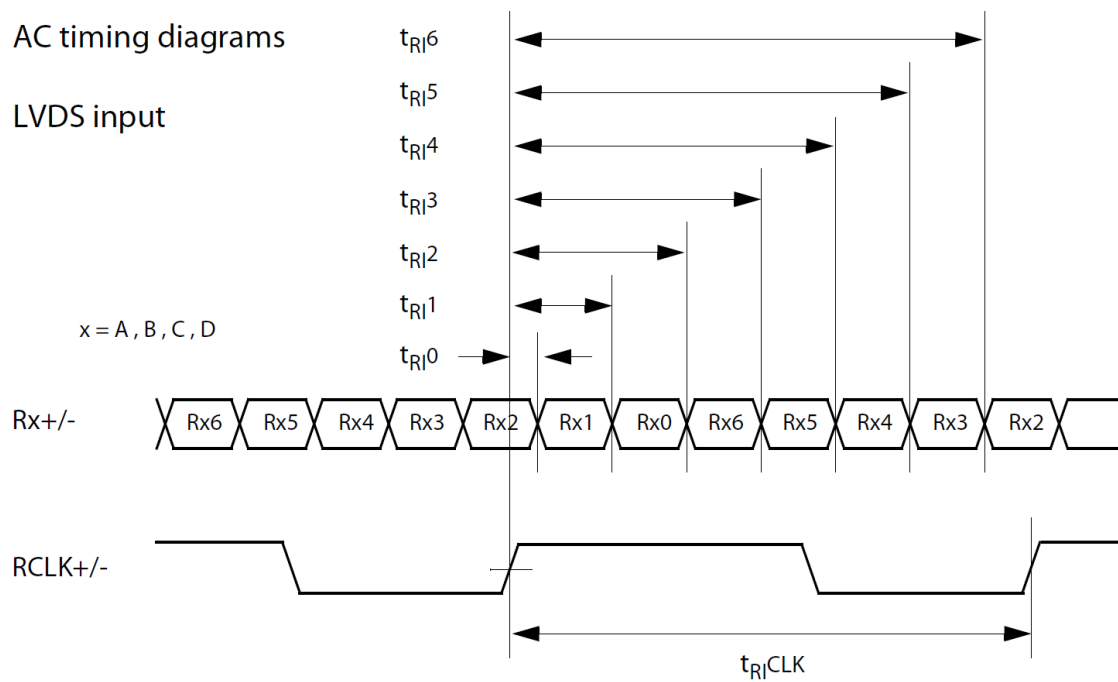 AC timing diagrams
LVDS input
tRI6
tRI5
tRI4
tRI3
tRI2
tRI1
x = A , B , C , D
tRI0
Rx+/-
Rx6 Rx5 Rx4 Rx3 Rx2 Rx1 Rx0 Rx6 Rx5 Rx4 Rx3 Rx2
RCLK+/-
tRICLK